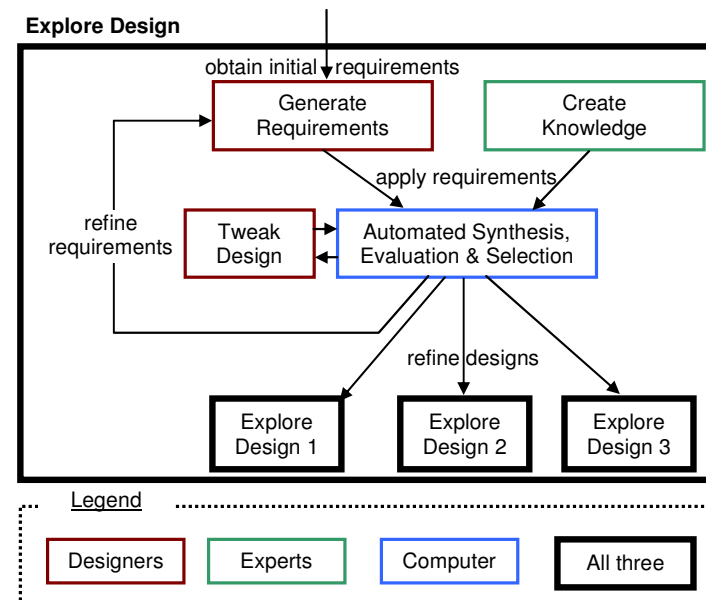 Explore Design
obtain initial requirements
Generate
Requirements
Create
Knowledge
apply requirements
refine
requirements
Tweak
Design
Automated Synthesis,
Evaluation & Selection
refine designs
Explore
Design 1
Explore
Design 2
Explore
Design 3
Legend
Designers
Experts
Computer
All three